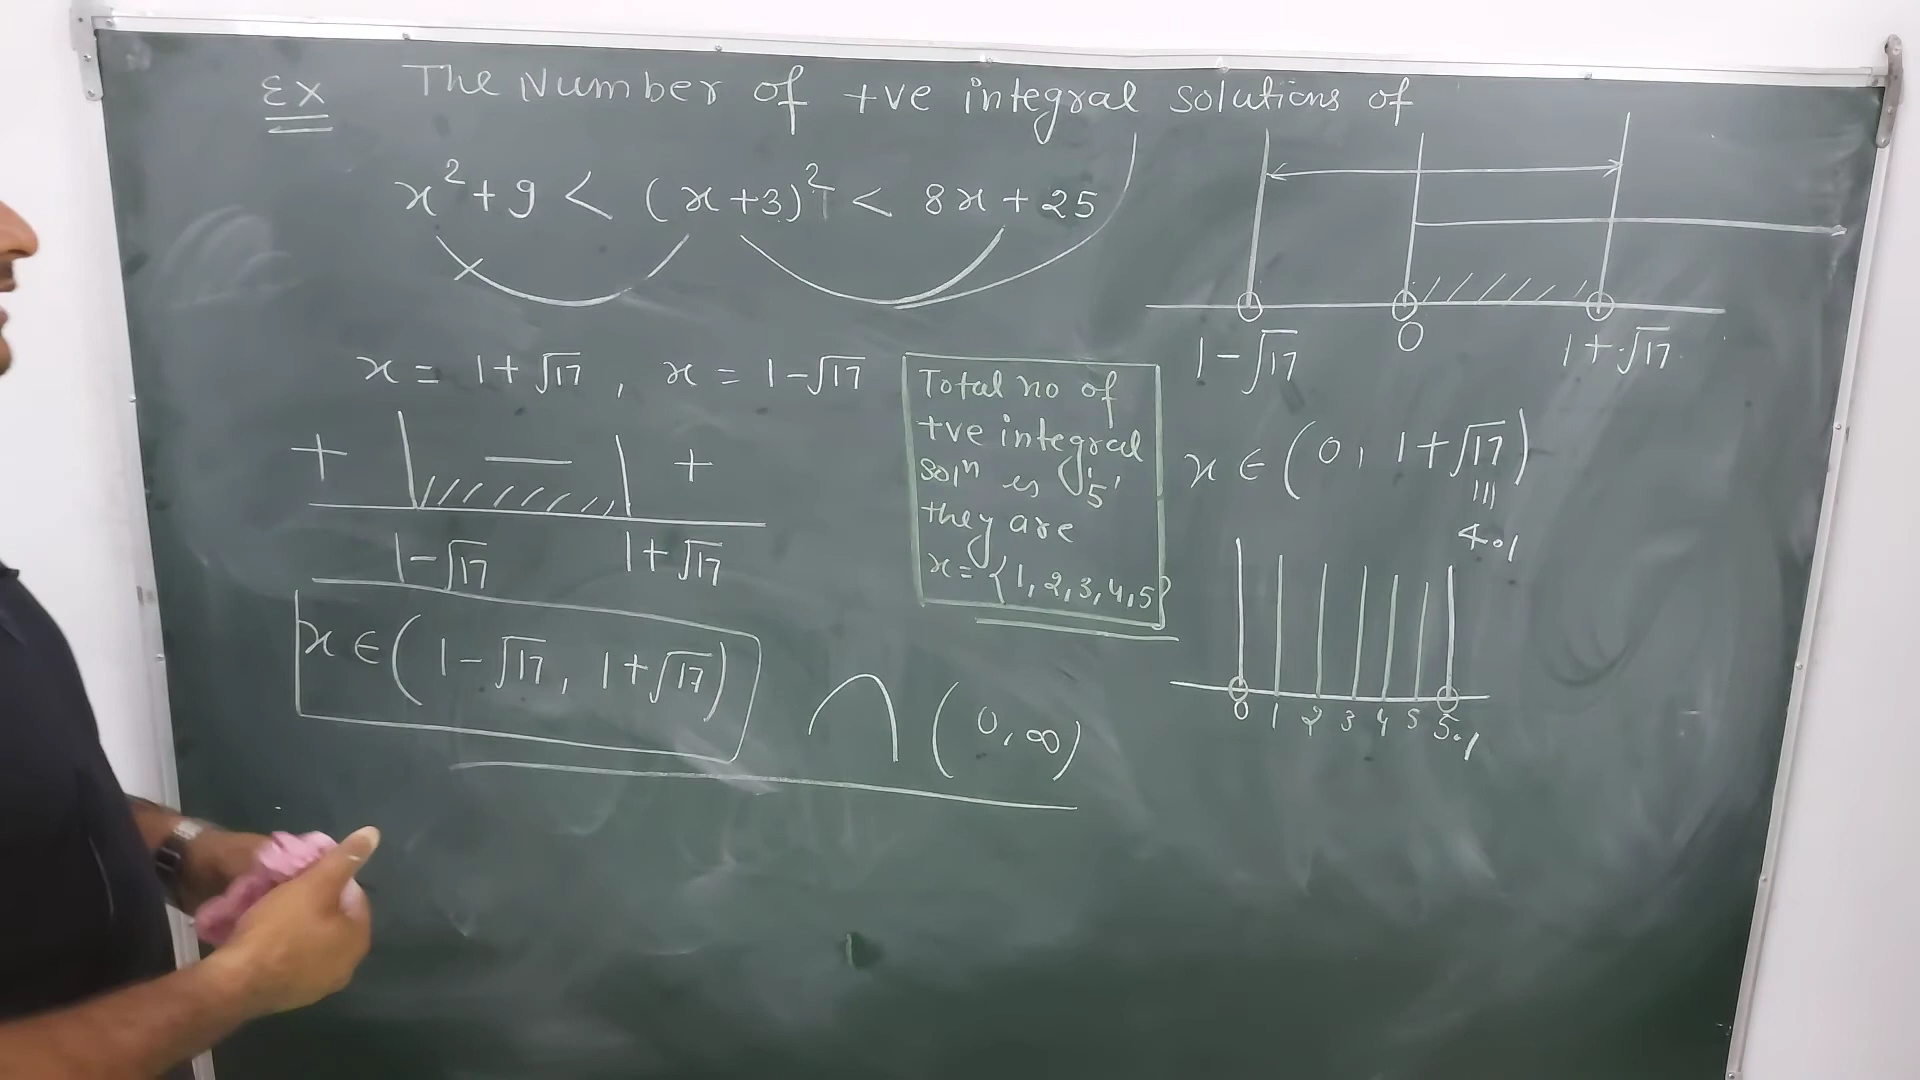 Ex The Number of +ve integral solutions of
x² + 9 < (x+3)² < 8x + 25
x = 1+√17 , x = 1-√17
+ — +
1-√17 1+√17
x ∈ (1-√17, 1+√17) ∩ (0, ∞)
Total no of
+ve integral
solⁿ is '5'
they are
x = {1, 2, 3, 4, 5}
1-√17 0 1+√17
x ∈ (0, 1+√17)
4.1
0 1 2 3 4 5 5.1